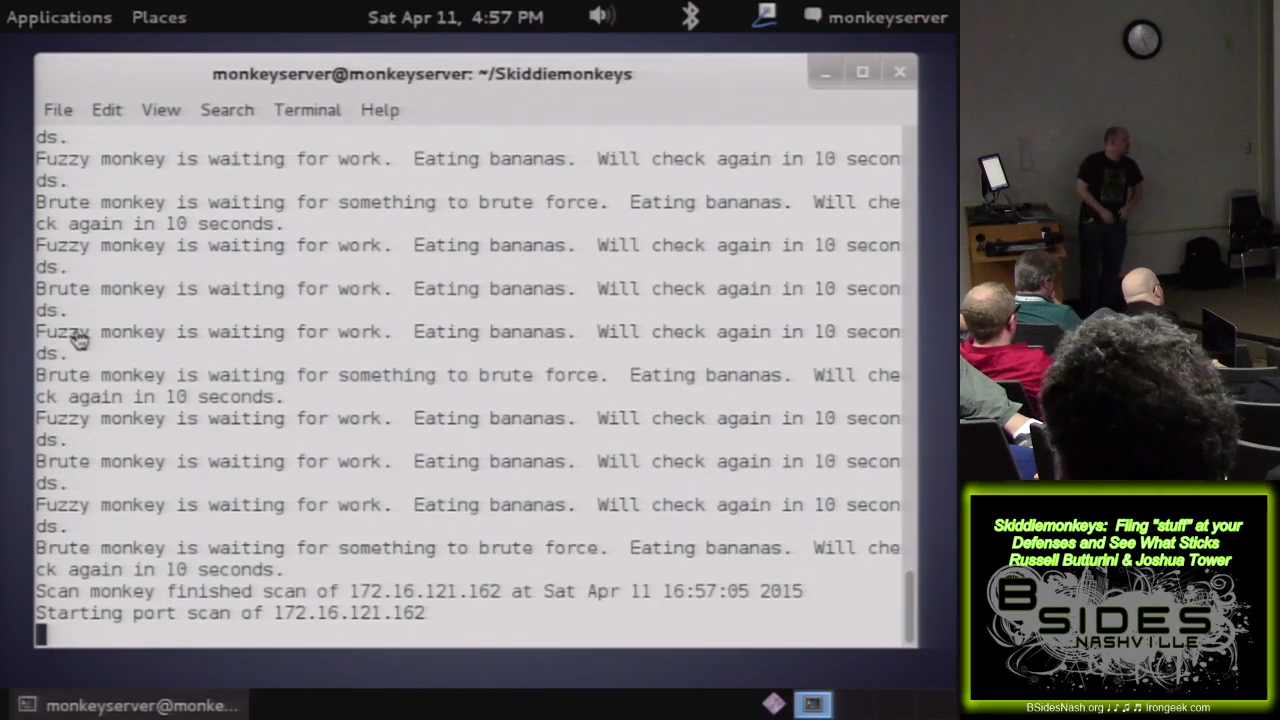 Applications Places Sat Apr 11, 4:57 PM monkeyserver
monkeyserver@monkeyserver: ~/Skiddiemonkeys
File Edit View Search Terminal Help
ds.
Fuzzy monkey is waiting for work.  Eating bananas.  Will check again in 10 secon
ds.
Brute monkey is waiting for something to brute force.  Eating bananas.  Will che
ck again in 10 seconds.
Fuzzy monkey is waiting for work.  Eating bananas.  Will check again in 10 secon
ds.
Brute monkey is waiting for work.  Eating bananas.  Will check again in 10 secon
ds.
Fuzzy monkey is waiting for work.  Eating bananas.  Will check again in 10 secon
ds.
Brute monkey is waiting for something to brute force.  Eating bananas.  Will che
ck again in 10 seconds.
Fuzzy monkey is waiting for work.  Eating bananas.  Will check again in 10 secon
ds.
Brute monkey is waiting for work.  Eating bananas.  Will check again in 10 secon
ds.
Fuzzy monkey is waiting for work.  Eating bananas.  Will check again in 10 secon
ds.
Brute monkey is waiting for something to brute force.  Eating bananas.  Will che
ck again in 10 seconds.
Scan monkey finished scan of 172.16.121.162 at Sat Apr 11 16:57:05 2015
Starting port scan of 172.16.121.162
monkeyserver@monke...
Skiddiemonkeys: Fling "stuff" at your
Defenses and See What Sticks
Russell Butturini & Joshua Tower
BSIDES
NASHVILLE
BSidesNash.org ♩♪♫♬ Irongeek.com